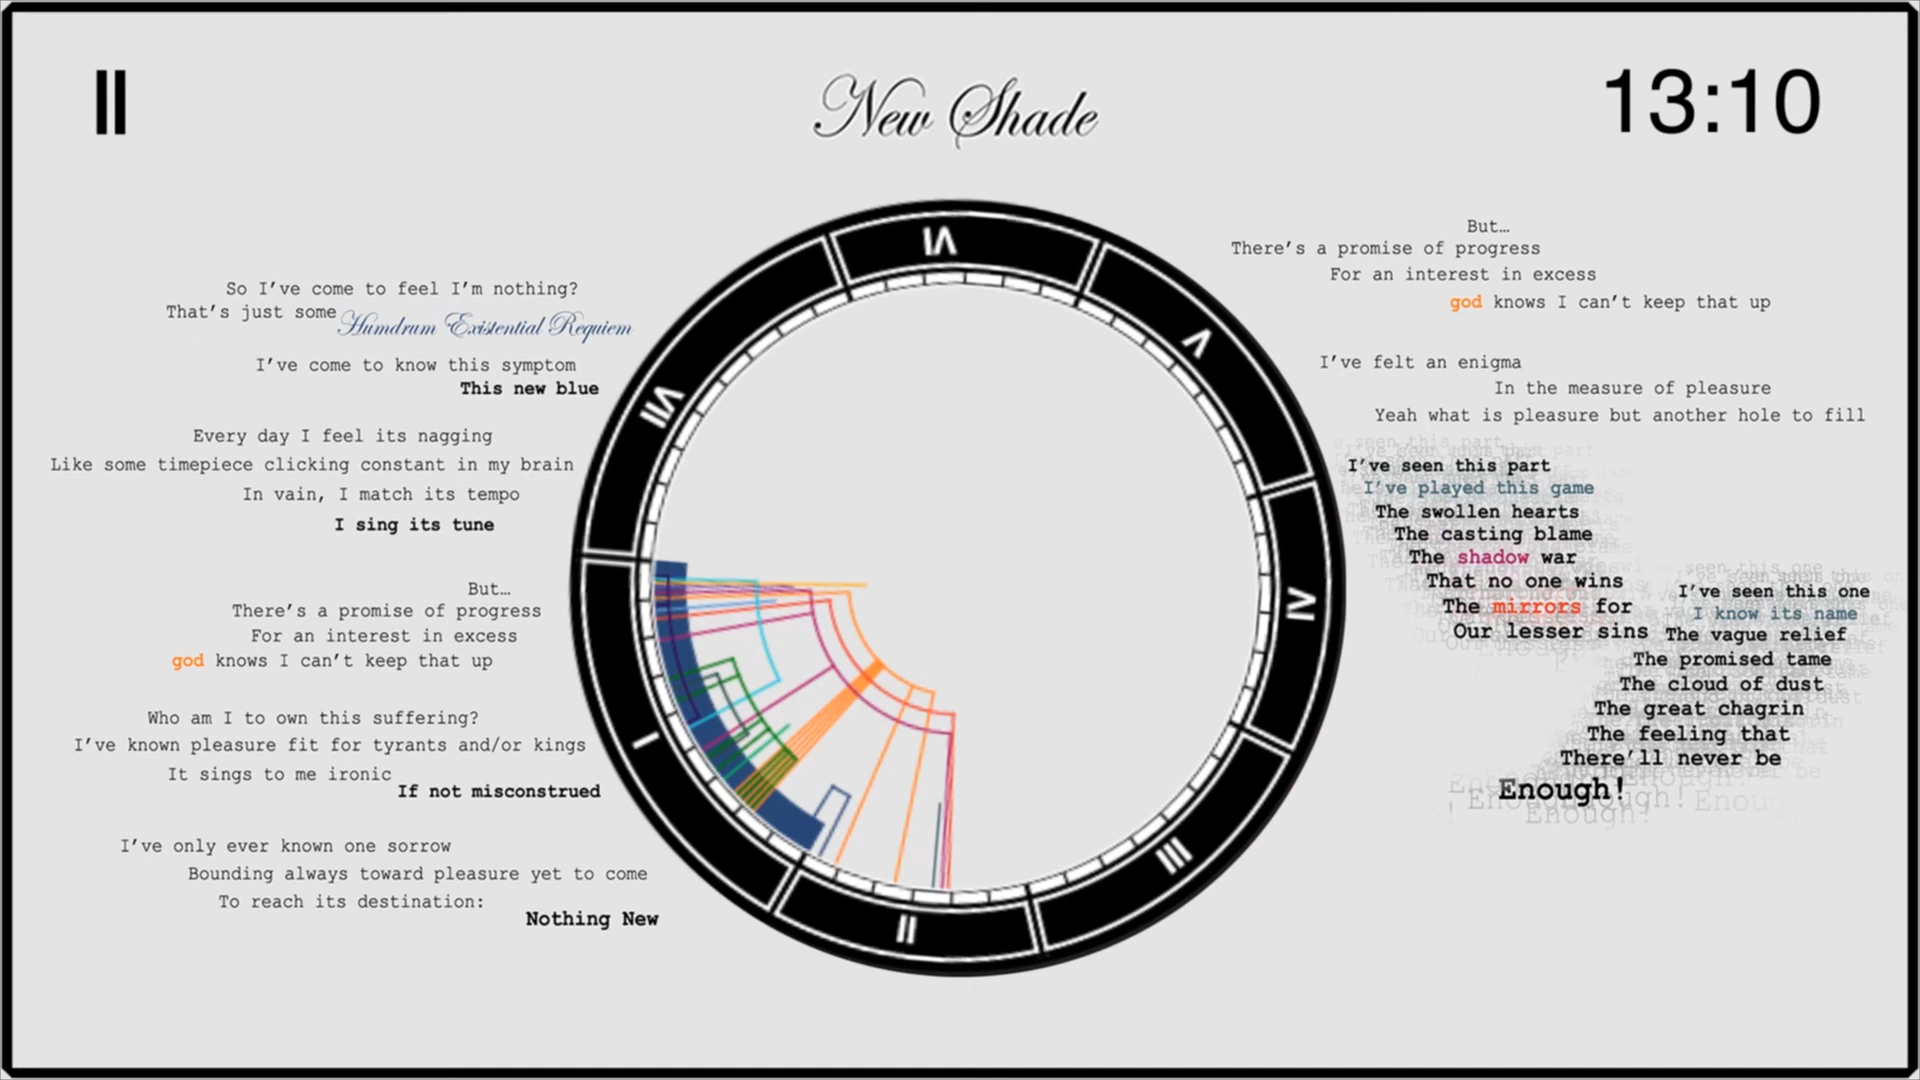 II
New Shade
13:10
So I've come to feel I'm nothing?
That's just some Humdrum Existential Requiem
I've come to know this symptom
This new blue
Every day I feel its nagging
Like some timepiece clicking constant in my brain
In vain, I match its tempo
I sing its tune
But…
There's a promise of progress
For an interest in excess
god knows I can't keep that up
Who am I to own this suffering?
I've known pleasure fit for tyrants and/or kings
It sings to me ironic
If not misconstrued
I've only ever known one sorrow
Bounding always toward pleasure yet to come
To reach its destination:
Nothing New
I
II
III
IV
V
VI
VII
But…
There's a promise of progress
For an interest in excess
god knows I can't keep that up
I've felt an enigma
In the measure of pleasure
Yeah what is pleasure but another hole to fill
I've seen this part
I've played this game
The swollen hearts
The casting blame
The shadow war
That no one wins
The mirrors for
Our lesser sins
I've seen this one
I know its name
The vague relief
The promised tame
The cloud of dust
The great chagrin
The feeling that
There'll never be
Enough!